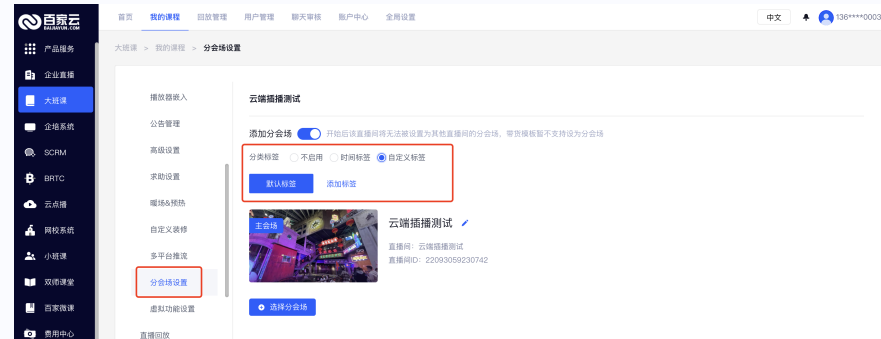 百家云
BAIJIAYUN.COM
首页 我的课程 回放管理 用户管理 聊天审核 账户中心 全局设置
中文
136****0003
产品服务
企业直播
大班课
企培系统
SCRM
BRTC
云点播
网校系统
小班课
双师课堂
百家微课
费用中心
大班课 > 我的课程 > 分会场设置
播放器嵌入
公告管理
高级设置
求助设置
暖场&预热
自定义装修
多平台推流
分会场设置
虚拟功能设置
直播回放
云端插播测试
添加分会场 开始后该直播间将无法被设置为其他直播间的分会场、带货模板暂不支持设为分会场
分类标签 不启用 时间标签 自定义标签
默认标签 添加标签
主会场
云端插播测试
直播间: 云端插播测试
直播间ID: 22093059230742
选择分会场